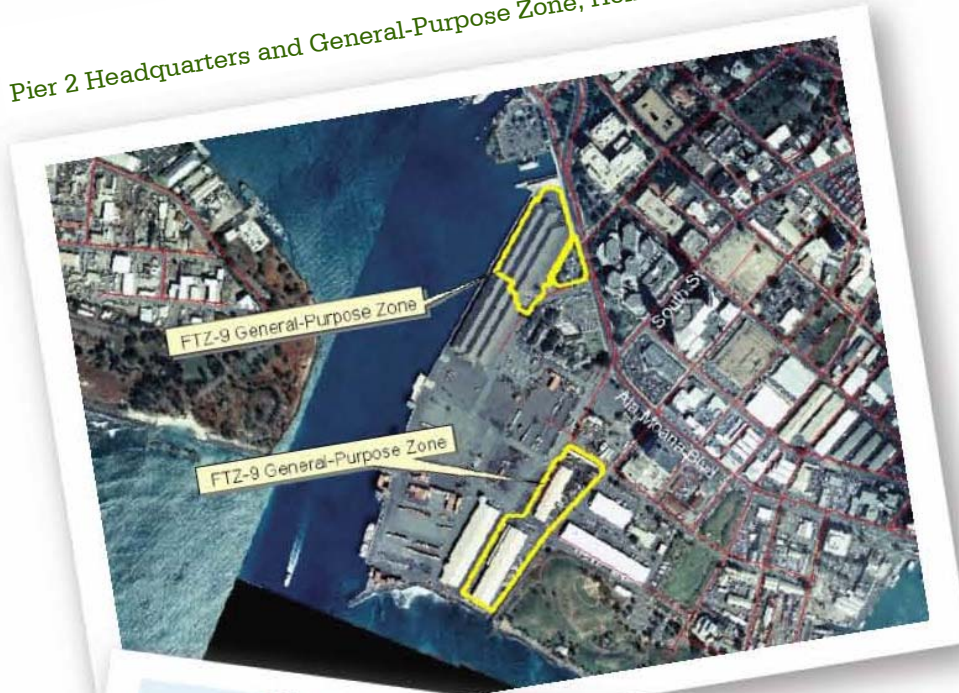 Pier 2 Headquarters and General-Purpose Zone,
FTZ-9 General-Purpose Zone
South St
Ala Moana Blvd
FTZ-9 General-Purpose Zone